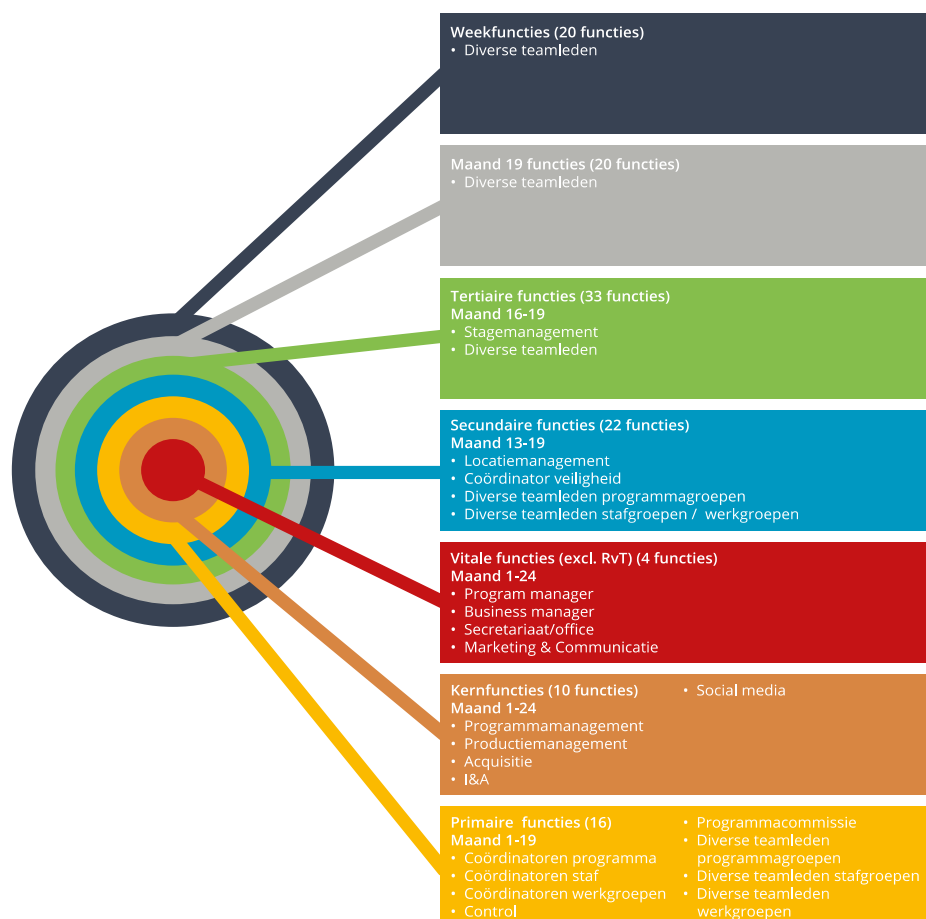 Weekfuncties (20 functies)
• Diverse teamleden
Maand 19 functies (20 functies)
• Diverse teamleden
Tertiaire functies (33 functies)
Maand 16-19
• Stagemanagement
• Diverse teamleden
Secundaire functies (22 functies)
Maand 13-19
• Locatiemanagement
• Coördinator veiligheid
• Diverse teamleden programmagroepen
• Diverse teamleden stafgroepen / werkgroepen
Vitale functies (excl. RvT) (4 functies)
Maand 1-24
• Program manager
• Business manager
• Secretariaat/office
• Marketing & Communicatie
Kernfuncties (10 functies)
Maand 1-24
• Programmamanagement
• Productiemanagement
• Acquisitie
• I&A
• Social media
Primaire functies (16)
Maand 1-19
• Coördinatoren programma
• Coördinatoren staf
• Coördinatoren werkgroepen
• Control
• Programmacommissie
• Diverse teamleden
programmagroepen
• Diverse teamleden stafgroepen
• Diverse teamleden
werkgroepen